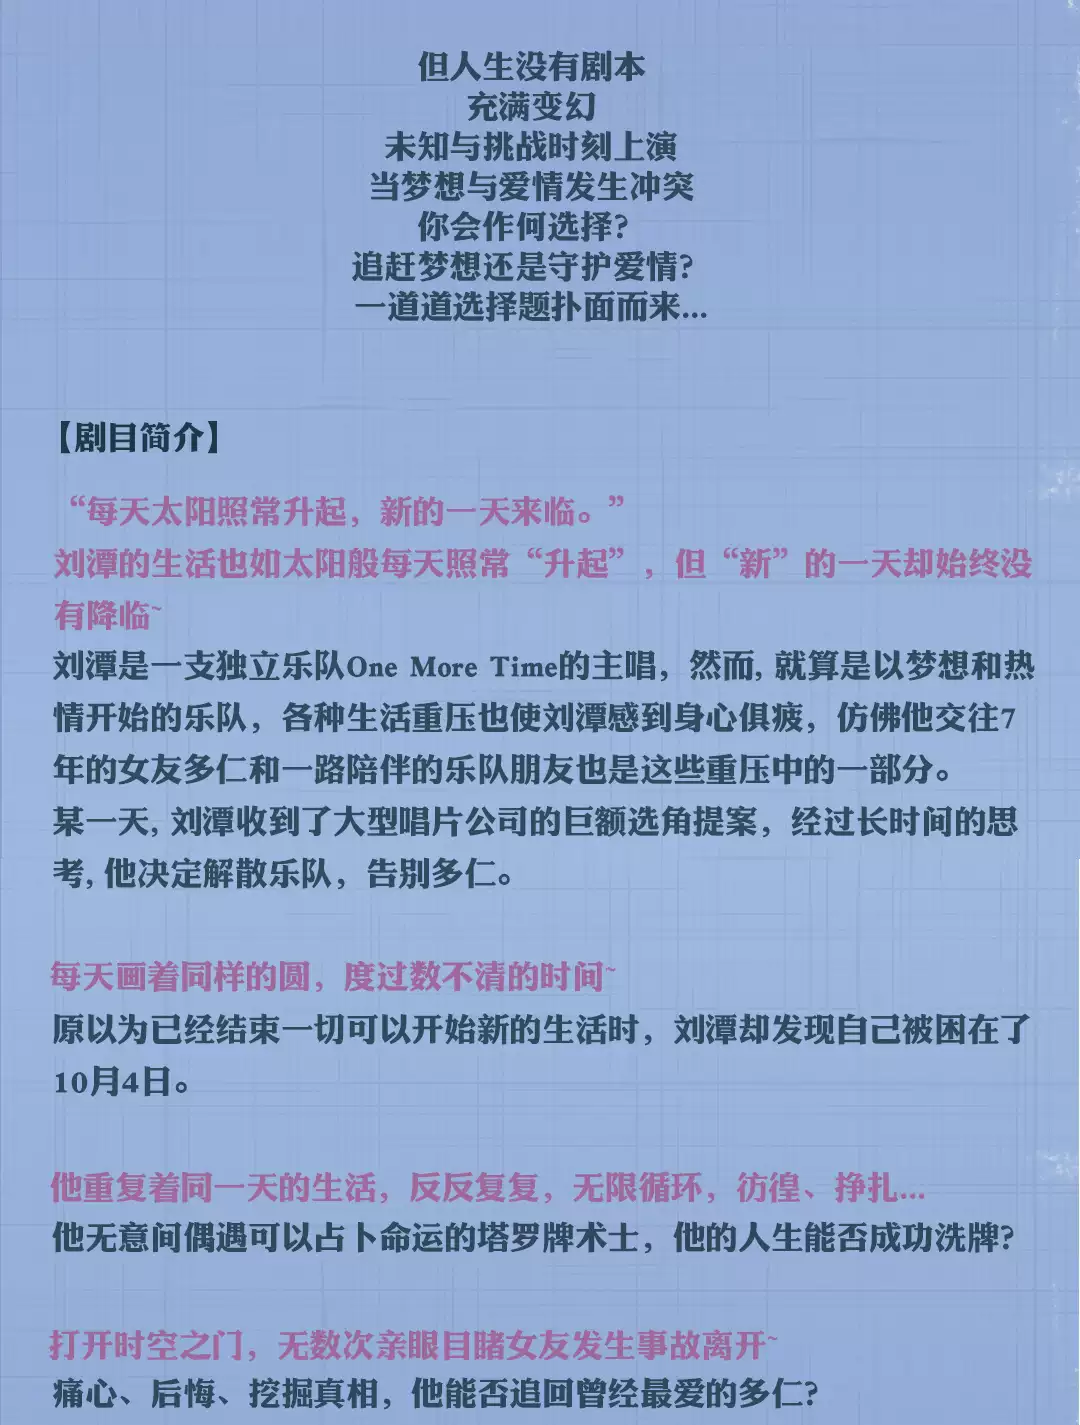 但人生没有剧本
充满变幻
未知与挑战时刻上演
当梦想与爱情发生冲突
你会作何选择?
追赶梦想还是守护爱情?
一道道选择题扑面而来...
【剧目简介】
“每天太阳照常升起，新的一天来临。”
刘潭的生活也如太阳般每天照常“升起”，但“新”的一天却始终没
有降临~
刘潭是一支独立乐队One More Time的主唱，然而, 就算是以梦想和热
情开始的乐队，各种生活重压也使刘潭感到身心俱疲，仿佛他交往7
年的女友多仁和一路陪伴的乐队朋友也是这些重压中的一部分。
某一天, 刘潭收到了大型唱片公司的巨额选角提案，经过长时间的思
考, 他决定解散乐队，告别多仁。
每天画着同样的圆，度过数不清的时间~
原以为已经结束一切可以开始新的生活时，刘潭却发现自己被困在了
10月4日。
他重复着同一天的生活，反反复复，无限循环，彷徨、挣扎...
他无意间偶遇可以占卜命运的塔罗牌术士，他的人生能否成功洗牌?
打开时空之门，无数次亲眼目睹女友发生事故离开~
痛心、后悔、挖掘真相，他能否追回曾经最爱的多仁?